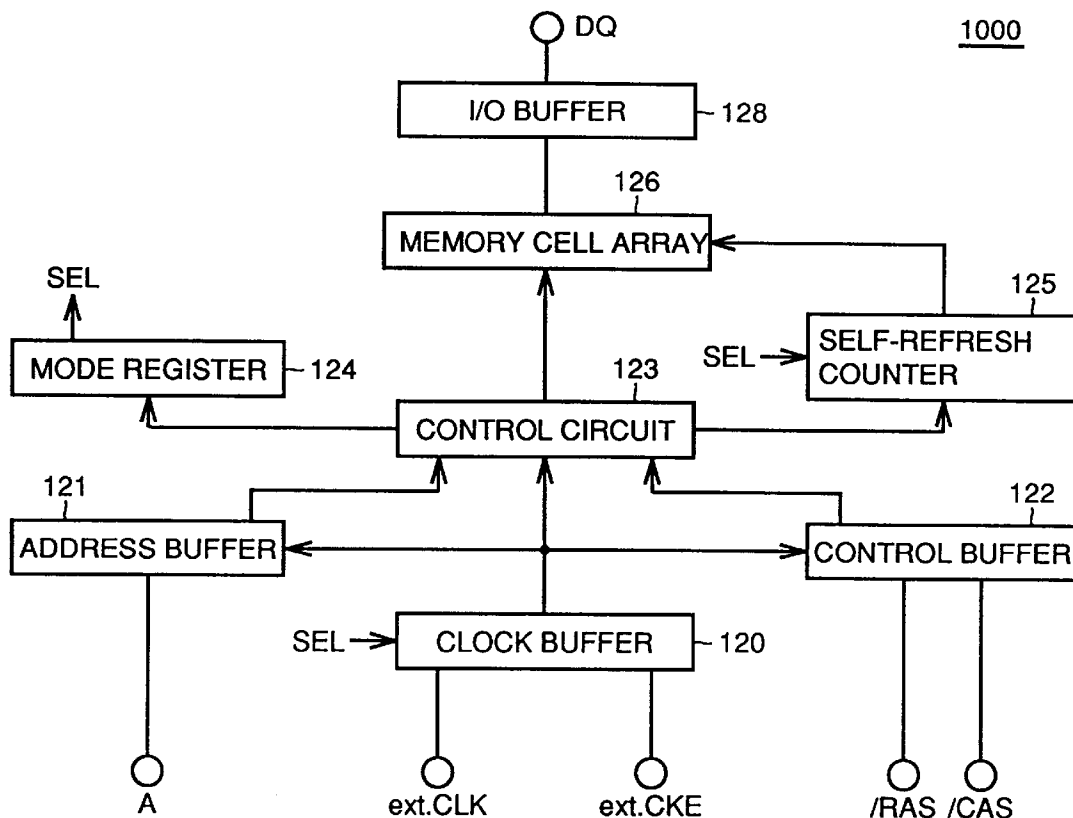 DQ
1000
I/O BUFFER
128
126
MEMORY CELL ARRAY
SEL
125
MODE REGISTER
124
SEL
SELF-REFRESH
COUNTER
123
CONTROL CIRCUIT
121
122
ADDRESS BUFFER
CONTROL BUFFER
SEL
CLOCK BUFFER
120
A
ext.CLK
ext.CKE
/RAS
/CAS